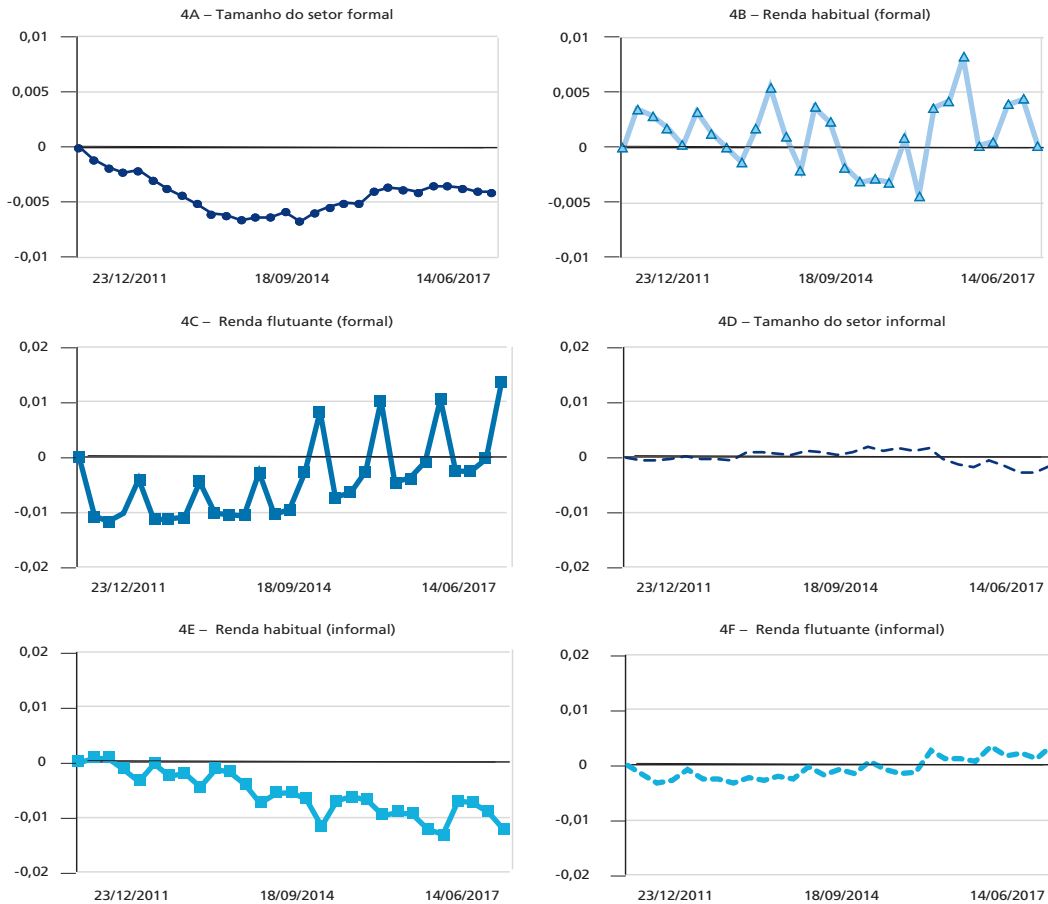 4A – Tamanho do setor formal
0,01
0,005
0
-0,005
-0,01
23/12/2011 18/09/2014 14/06/2017
4B – Renda habitual (formal)
0,01
0,005
0
-0,005
-0,01
23/12/2011 18/09/2014 14/06/2017
4C – Renda flutuante (formal)
0,02
0,01
0
-0,01
-0,02
23/12/2011 18/09/2014 14/06/2017
4D – Tamanho do setor informal
0,02
0,01
0
-0,01
-0,02
23/12/2011 18/09/2014 14/06/2017
4E – Renda habitual (informal)
0,02
0,01
0
-0,01
-0,02
23/12/2011 18/09/2014 14/06/2017
4F – Renda flutuante (informal)
0,02
0,01
0
-0,01
-0,02
23/12/2011 18/09/2014 14/06/2017